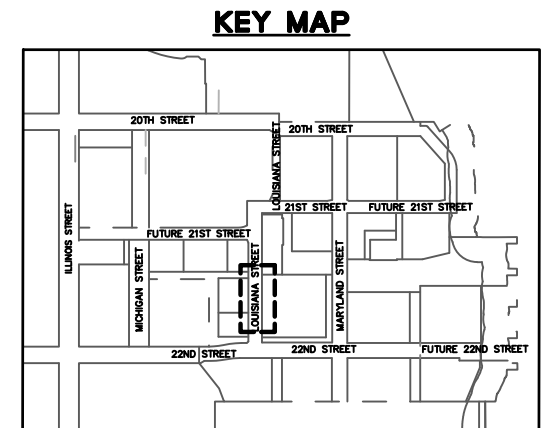 KEY MAP
20TH STREET
20TH STREET
LOUISIANA STREET
21ST STREET
FUTURE 21ST STREET
ILLINOIS STREET
FUTURE 21ST STREET
MICHIGAN STREET
LOUISIANA STREET
MARYLAND STREET
22ND STREET
22ND STREET
FUTURE 22ND STREET